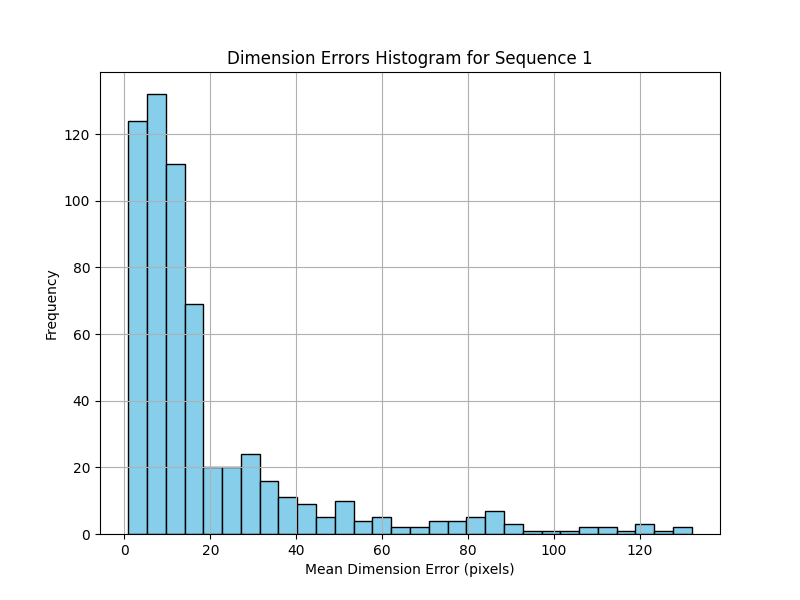 Dimension Errors Histogram for Sequence 1
120
100
80
60
40
20
0
Frequency
0 20 40 60 80 100 120
Mean Dimension Error (pixels)